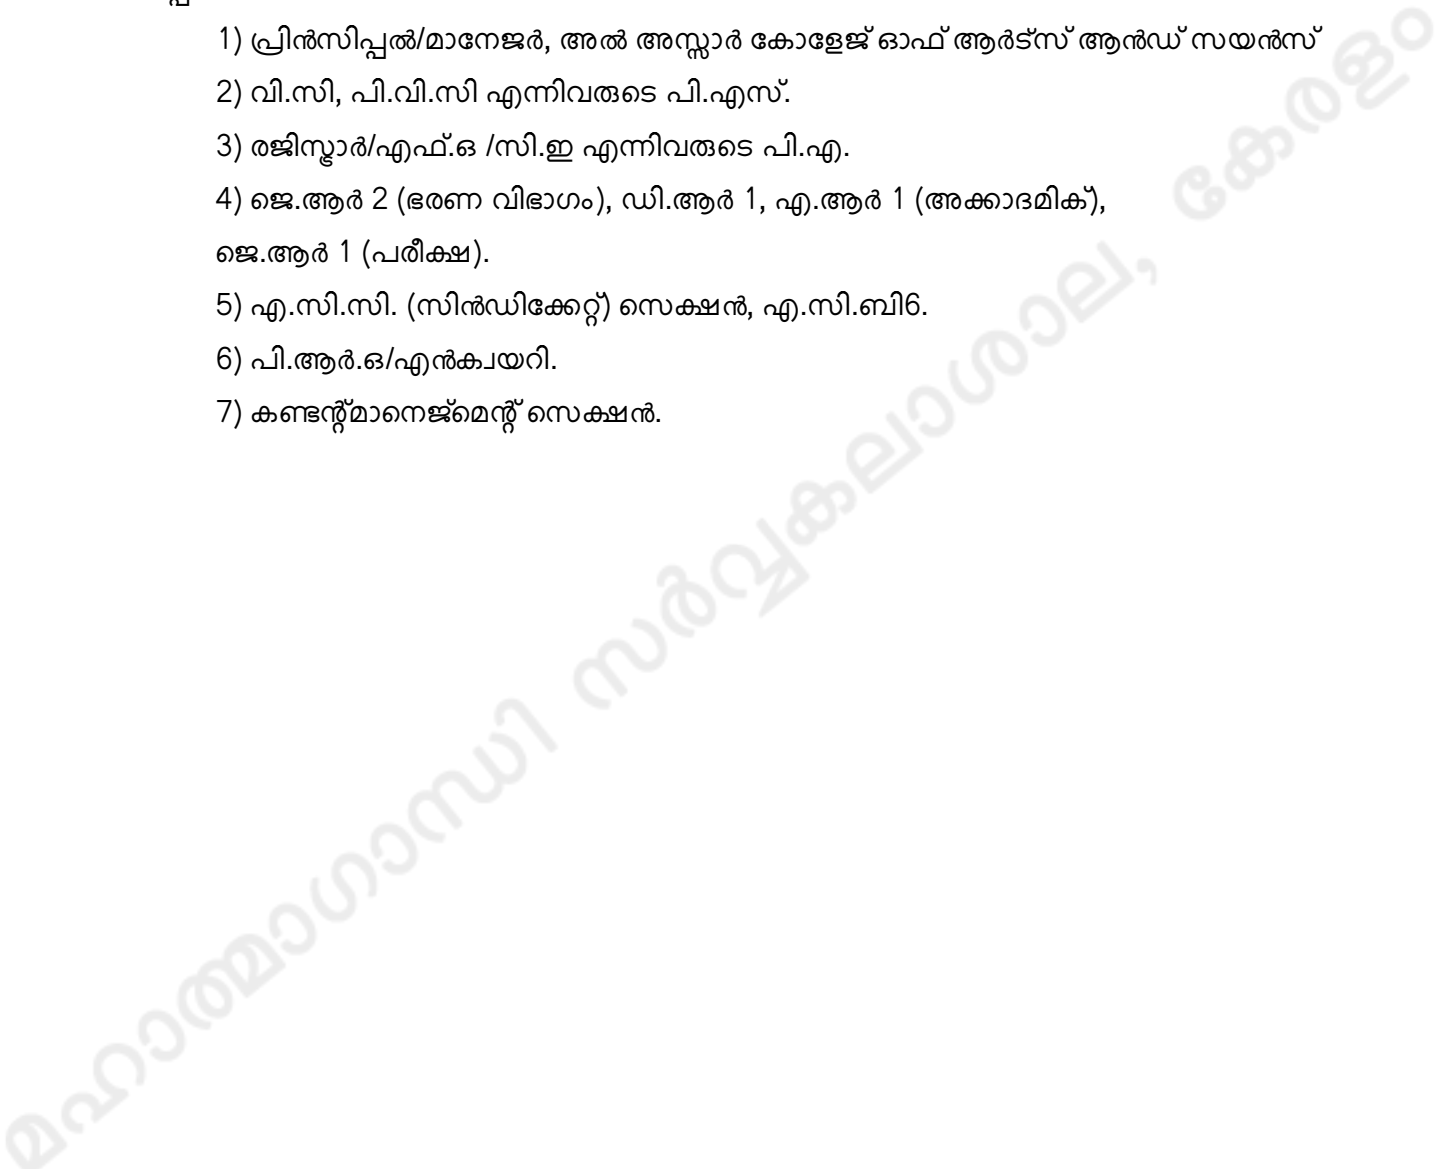 1) പ്രിൻസിപ്പൽ/മാനേജർ, അൽ അസ്സാർ കോളേജ് ഓഫ് ആർട്സ് ആൻഡ് സയൻസ്
2) വി.സി, പി.വി.സി എന്നിവരുടെ പി.എസ്.
3) രജിസ്ട്രാർ/എഫ്.ഒ /സി.ഇ എന്നിവരുടെ പി.എ.
4) ജെ.ആർ 2 (ഭരണ വിഭാഗം), ഡി.ആർ 1, എ.ആർ 1 (അക്കാദമിക്),
ജെ.ആർ 1 (പരീക്ഷ).
5) എ.സി.സി. (സിൻഡിക്കേറ്റ്) സെക്ഷൻ, എ.സി.ബി6.
6) പി.ആർ.ഒ/എൻക്വയറി.
7) കണ്ടന്റ്മാനെജ്മെന്റ് സെക്ഷൻ.
മഹാത്മാഗാന്ധി സർവ്വകലാശാല, കേരളം